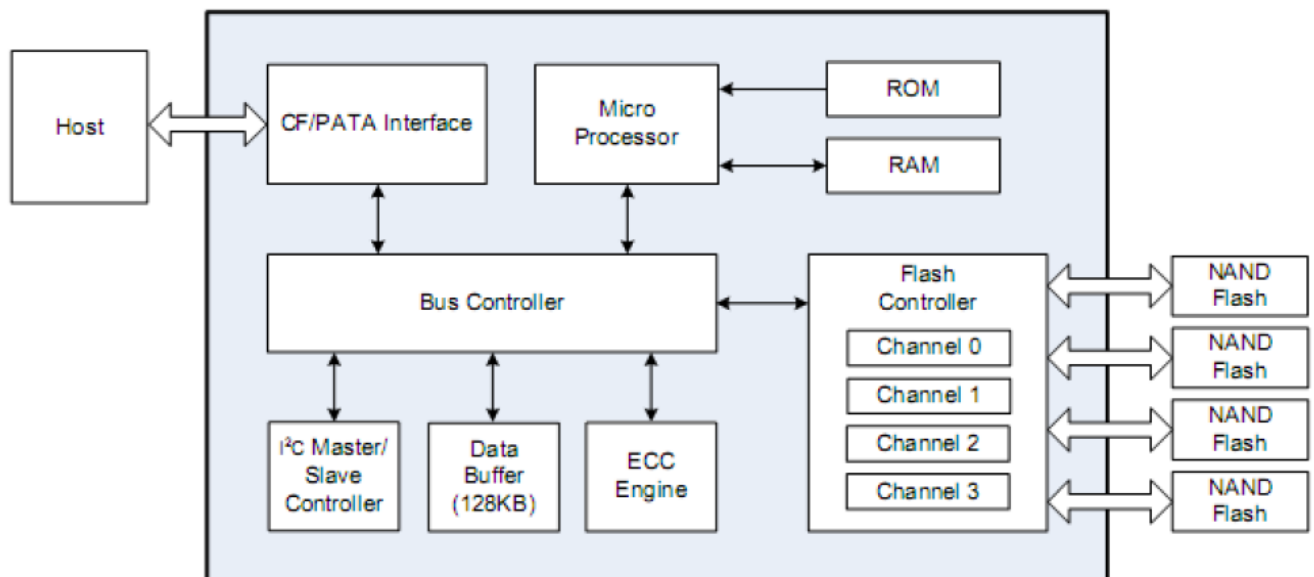 Host
CF/PATA Interface
Micro
Processor
ROM
RAM
Bus Controller
Flash
Controller
Channel 0
Channel 1
Channel 2
Channel 3
NAND
Flash
NAND
Flash
NAND
Flash
NAND
Flash
I²C Master/
Slave
Controller
Data
Buffer
(128KB)
ECC
Engine